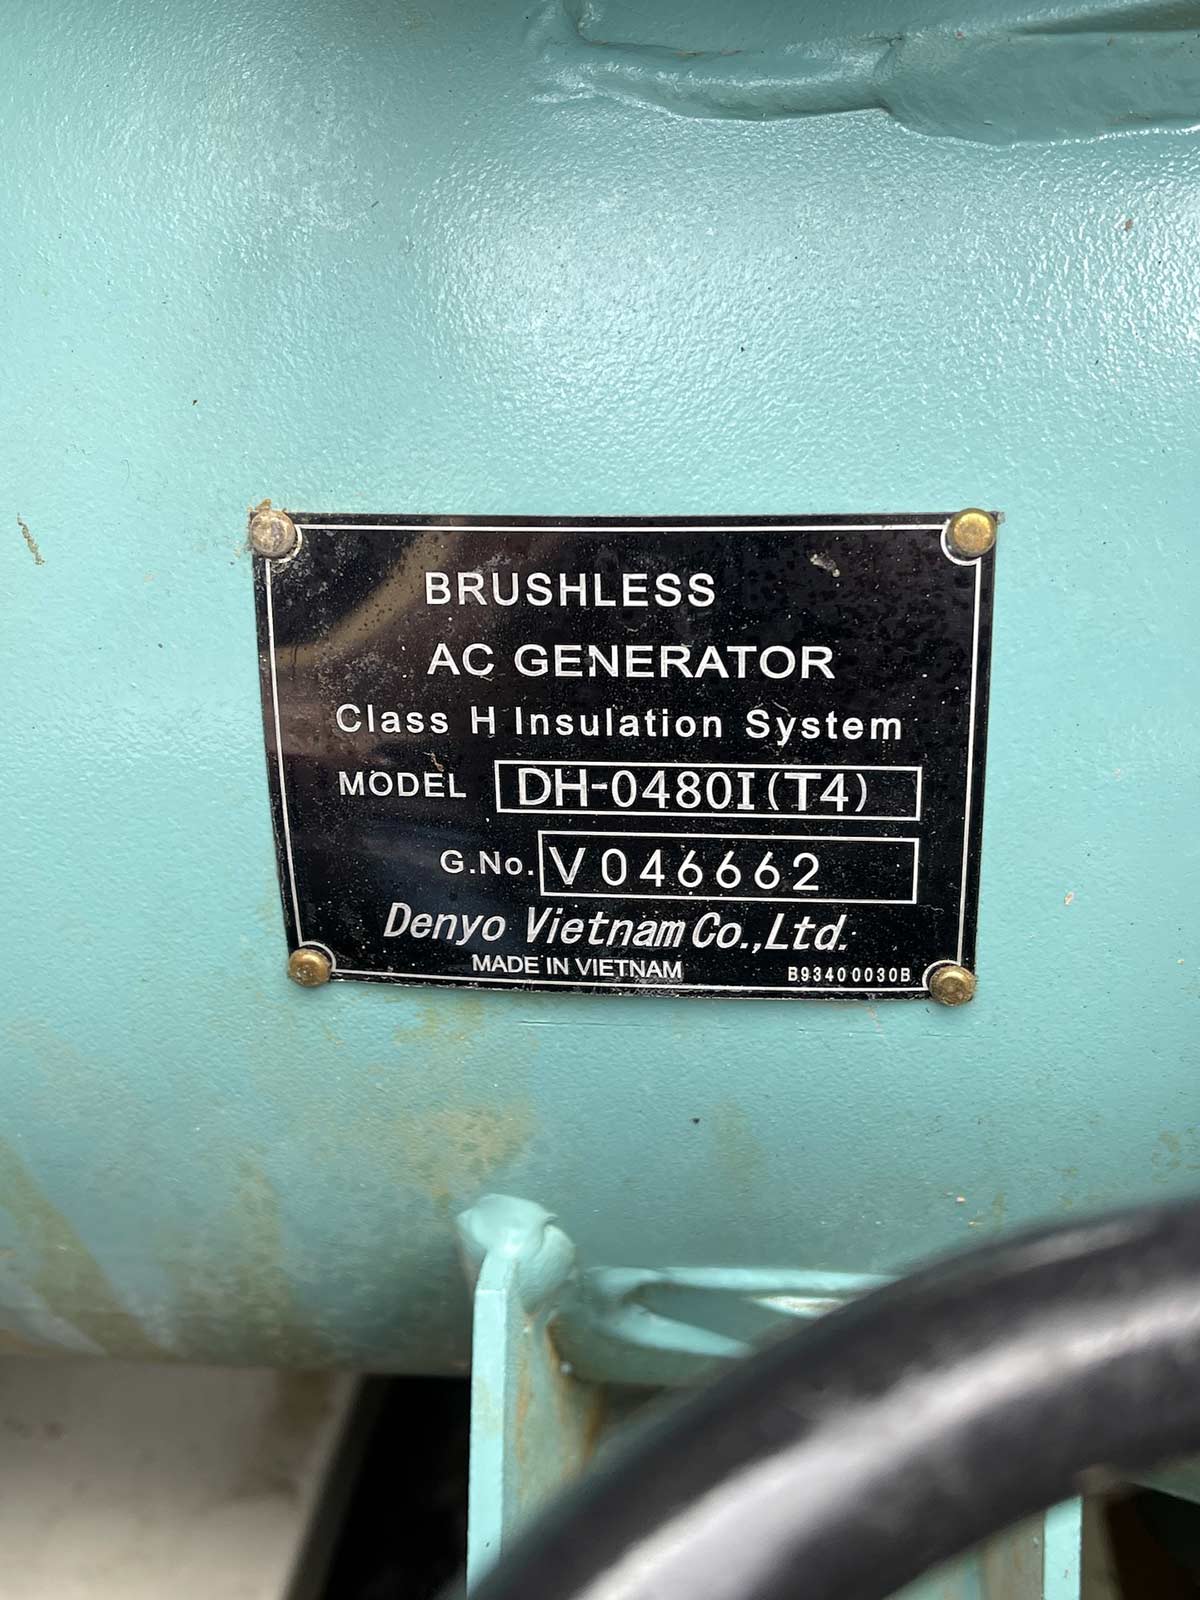 BRUSHLESS
AC GENERATOR
Class H Insulation System
MODEL DH-0480I(T4)
G.No. V046662
Denyo Vietnam Co.,Ltd.
MADE IN VIETNAM B93400030B